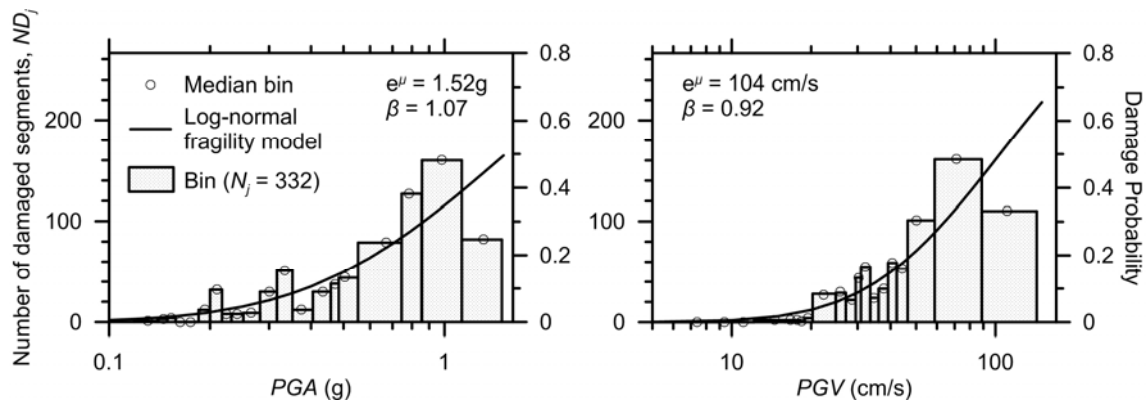 Number of damaged segments, ND_j
200
100
0
Median bin
Log-normal
fragility model
Bin (N_j = 332)
e^μ = 1.52g
β = 1.07
0.8
0.6
0.4
0.2
0
0.1
1
PGA (g)
200
100
0
e^μ = 104 cm/s
β = 0.92
0.8
0.6
0.4
0.2
0
Damage Probability
10
100
PGV (cm/s)